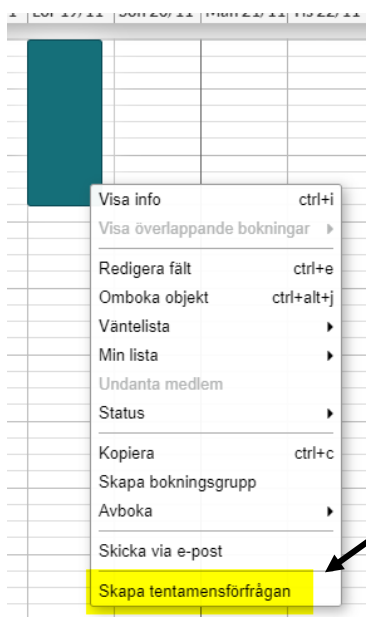 1 Lör 19/11 Sön 20/11 Mån 21/11 Tis 22/11
Visa info ctrl+i
Visa överlappande bokningar
Redigera fält ctrl+e
Omboka objekt ctrl+alt+j
Väntelista
Min lista
Undanta medlem
Status
Kopiera ctrl+c
Skapa bokningsgrupp
Avboka
Skicka via e-post
Skapa tentamensförfrågan